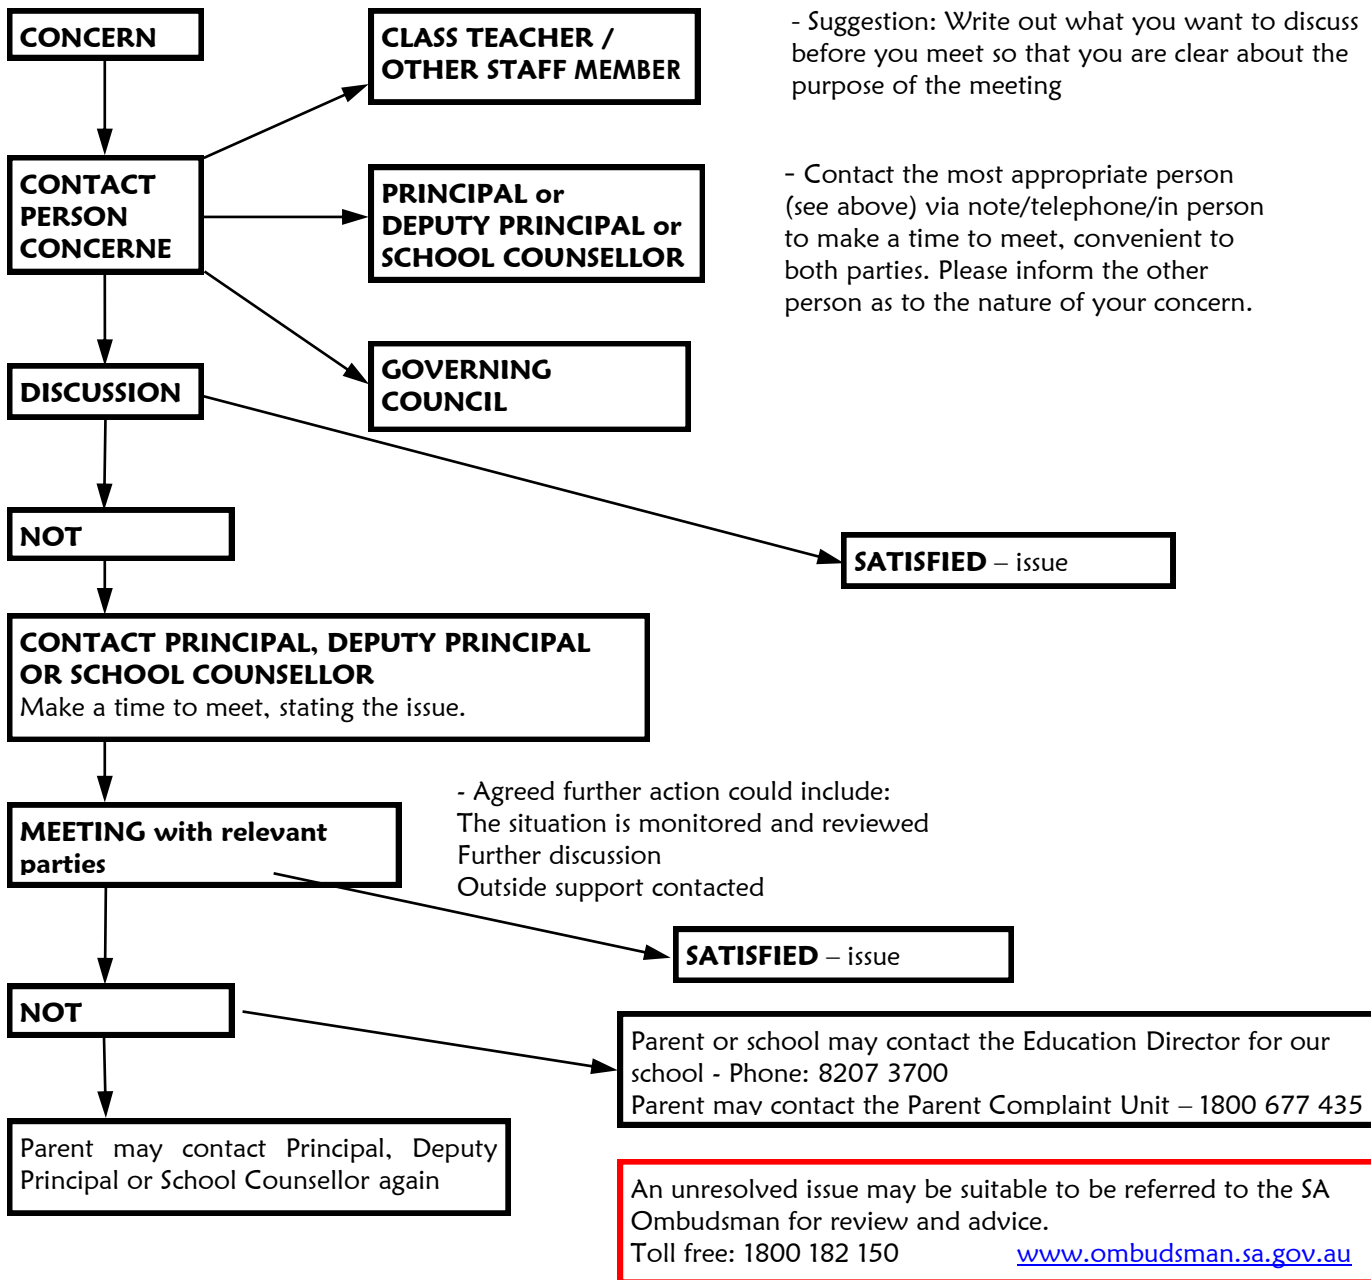 CONCERN
CLASS TEACHER /
OTHER STAFF MEMBER
- Suggestion: Write out what you want to discuss
before you meet so that you are clear about the
purpose of the meeting
CONTACT
PERSON
CONCERNE
PRINCIPAL or
DEPUTY PRINCIPAL or
SCHOOL COUNSELLOR
- Contact the most appropriate person
(see above) via note/telephone/in person
to make a time to meet, convenient to
both parties. Please inform the other
person as to the nature of your concern.
GOVERNING
COUNCIL
DISCUSSION
NOT
SATISFIED – issue
CONTACT PRINCIPAL, DEPUTY PRINCIPAL
OR SCHOOL COUNSELLOR
Make a time to meet, stating the issue.
MEETING with relevant
parties
- Agreed further action could include:
The situation is monitored and reviewed
Further discussion
Outside support contacted
SATISFIED – issue
NOT
Parent or school may contact the Education Director for our
school - Phone: 8207 3700
Parent may contact the Parent Complaint Unit – 1800 677 435
Parent may contact Principal, Deputy
Principal or School Counsellor again
An unresolved issue may be suitable to be referred to the SA
Ombudsman for review and advice.
Toll free: 1800 182 150 www.ombudsman.sa.gov.au